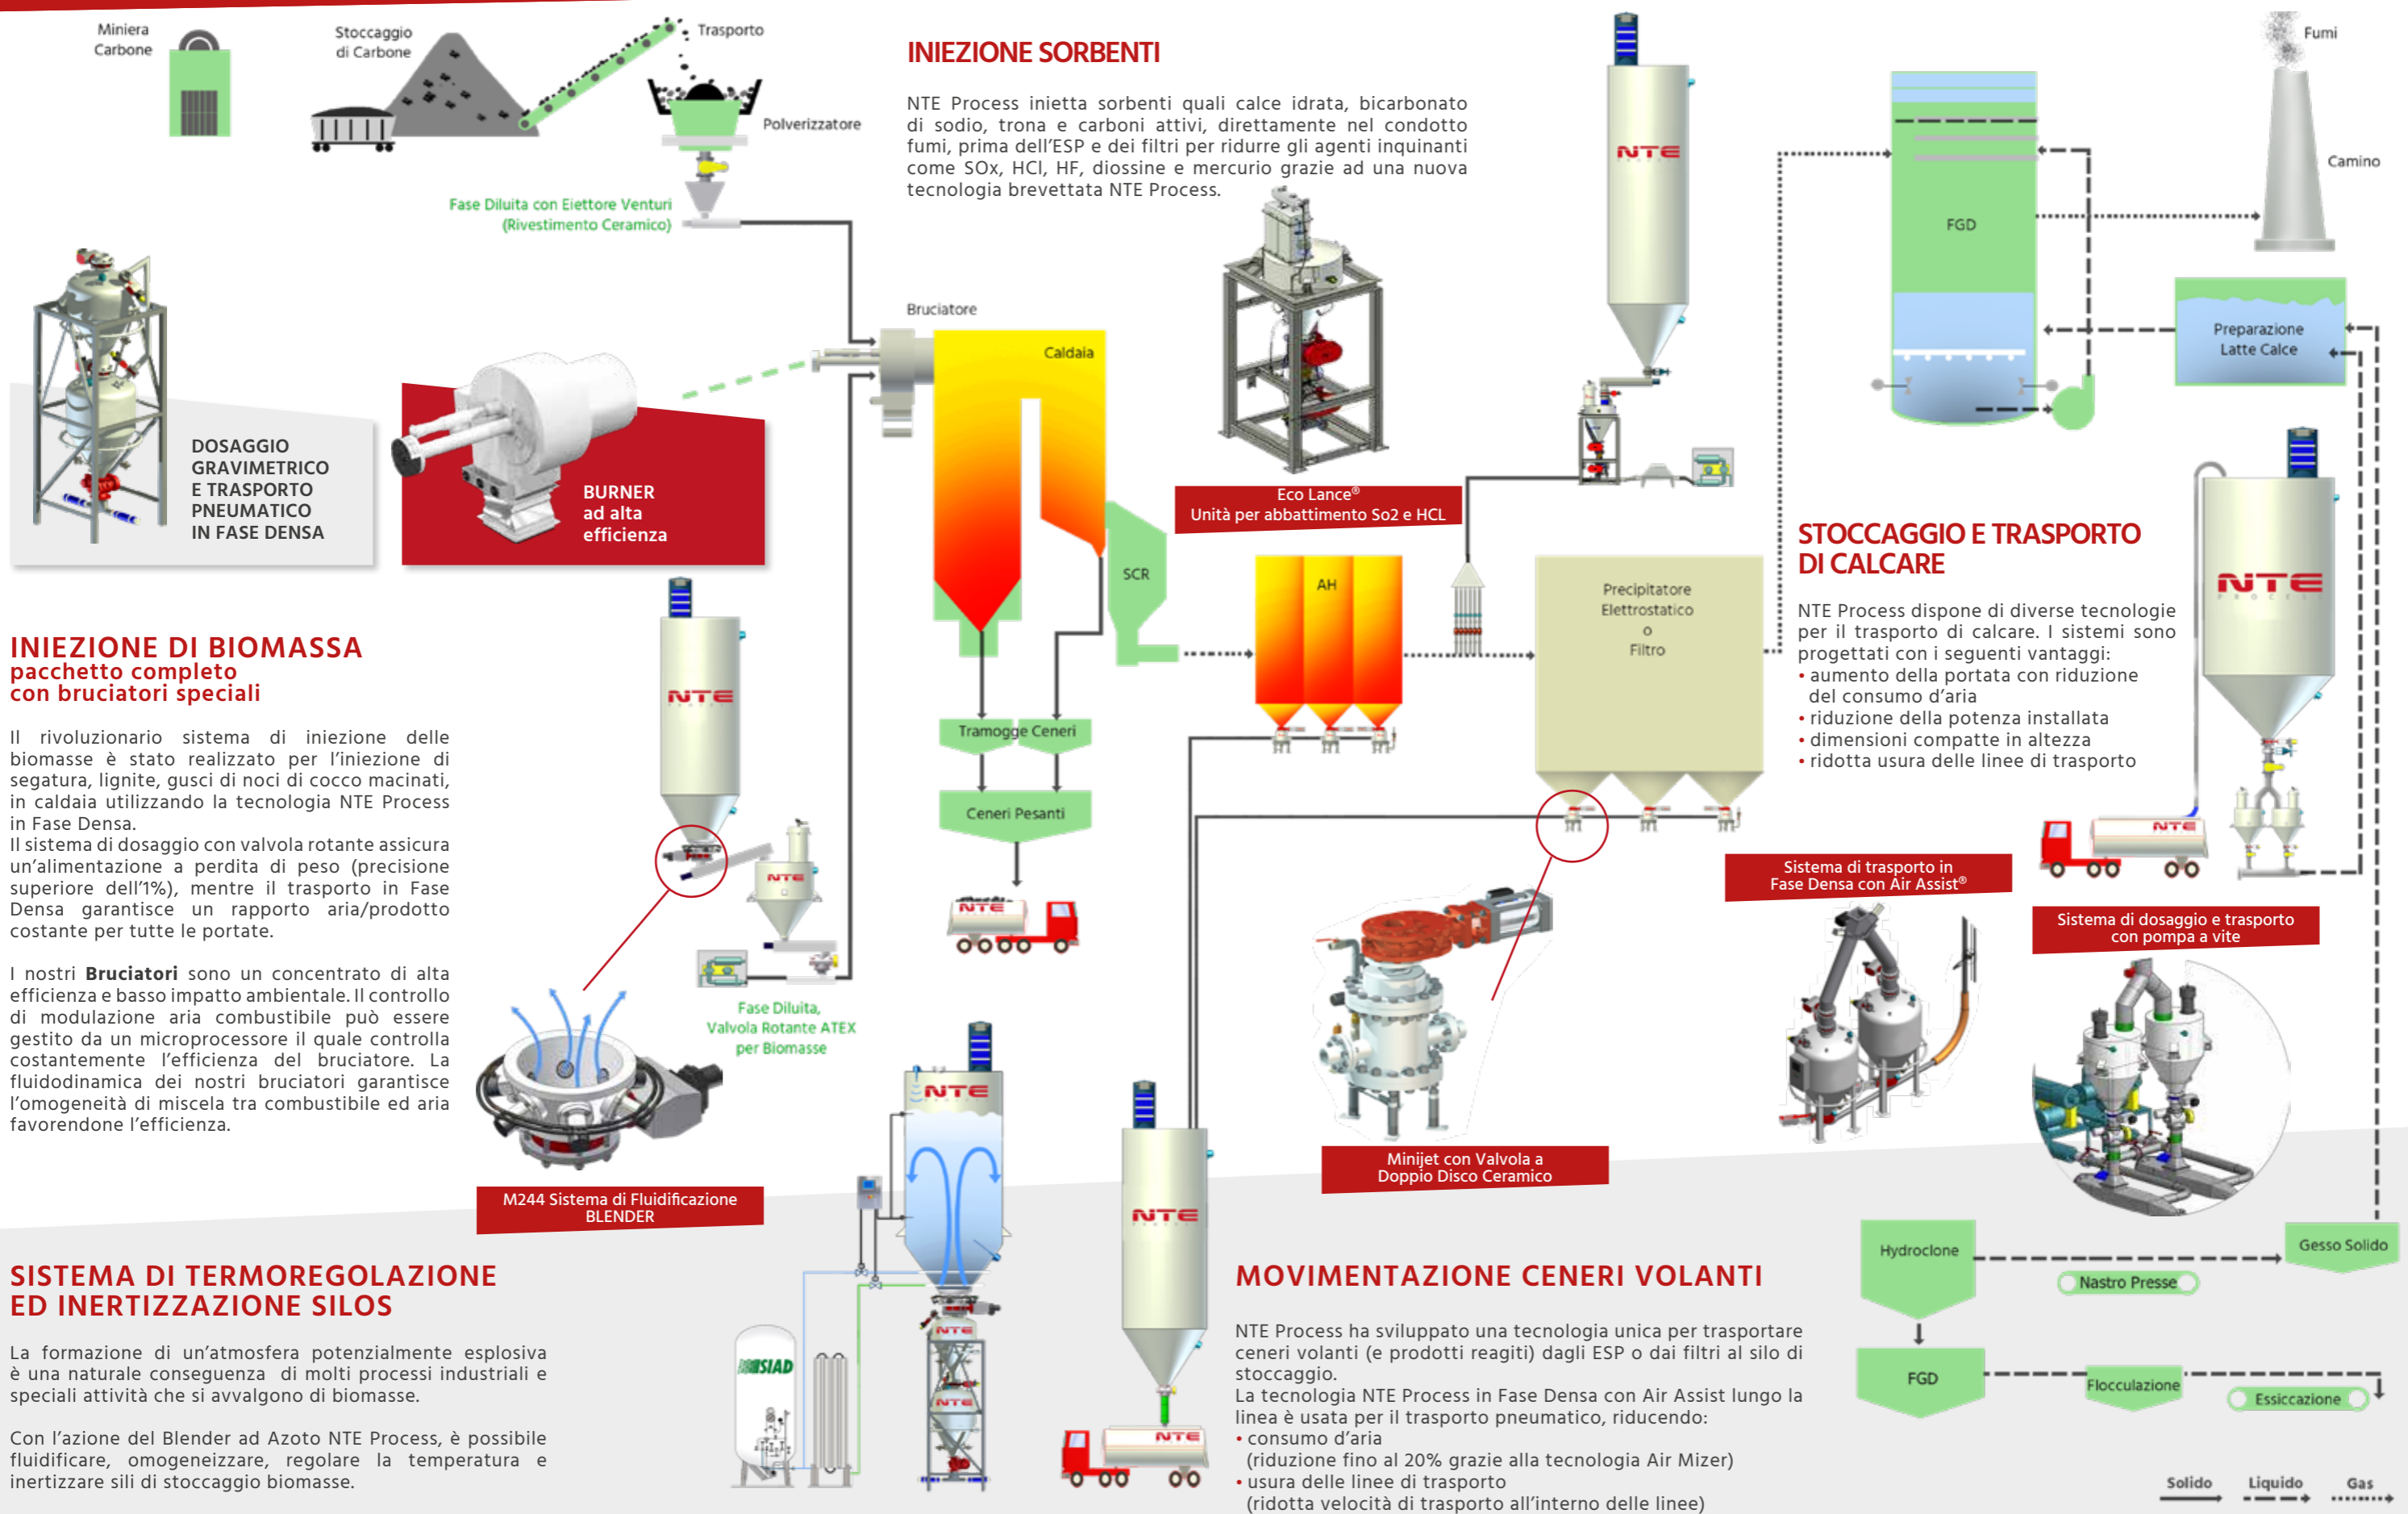 Miniera
Carbone
Stoccaggio
di Carbone
Trasporto
Polverizzatore
Fase Diluita con Eiettore Venturi
(Rivestimento Ceramico)
INIEZIONE SORBENTI
NTE Process inietta sorbenti quali calce idrata, bicarbonato
di sodio, trona e carboni attivi, direttamente nel condotto
fumi, prima dell'ESP e dei filtri per ridurre gli agenti inquinanti
come SOx, HCl, HF, diossine e mercurio grazie ad una nuova
tecnologia brevettata NTE Process.
NTE
PROCESS
Fumi
Camino
FGD
Preparazione
Latte Calce
Bruciatore
Caldaia
DOSAGGIO
GRAVIMETRICO
E TRASPORTO
PNEUMATICO
IN FASE DENSA
BURNER
ad alta
efficienza
Eco Lance®
Unità per abbattimento So2 e HCL
SCR
AH
Precipitatore
Elettrostatico
o
Filtro
STOCCAGGIO E TRASPORTO
DI CALCARE
NTE Process dispone di diverse tecnologie
per il trasporto di calcare. I sistemi sono
progettati con i seguenti vantaggi:
• aumento della portata con riduzione
del consumo d'aria
• riduzione della potenza installata
• dimensioni compatte in altezza
• ridotta usura delle linee di trasporto
NTE
PROCESS
NTE
INIEZIONE DI BIOMASSA
pacchetto completo
con bruciatori speciali
Il rivoluzionario sistema di iniezione delle
biomasse è stato realizzato per l'iniezione di
segatura, lignite, gusci di noci di cocco macinati,
in caldaia utilizzando la tecnologia NTE Process
in Fase Densa.
Il sistema di dosaggio con valvola rotante assicura
un'alimentazione a perdita di peso (precisione
superiore dell'1%), mentre il trasporto in Fase
Densa garantisce un rapporto aria/prodotto
costante per tutte le portate.
I nostri Bruciatori sono un concentrato di alta
efficienza e basso impatto ambientale. Il controllo
di modulazione aria combustibile può essere
gestito da un microprocessore il quale controlla
costantemente l'efficienza del bruciatore. La
fluidodinamica dei nostri bruciatori garantisce
l'omogeneità di miscela tra combustibile ed aria
favorendone l'efficienza.
NTE
PROCESS
NTE
Fase Diluita,
Valvola Rotante ATEX
per Biomasse
Tramogge Ceneri
Ceneri Pesanti
NTE
M244 Sistema di Fluidificazione
BLENDER
Minijet con Valvola a
Doppio Disco Ceramico
Sistema di trasporto in
Fase Densa con Air Assist®
Sistema di dosaggio e trasporto
con pompa a vite
SISTEMA DI TERMOREGOLAZIONE
ED INERTIZZAZIONE SILOS
La formazione di un'atmosfera potenzialmente esplosiva
è una naturale conseguenza di molti processi industriali e
speciali attività che si avvalgono di biomasse.
Con l'azione del Blender ad Azoto NTE Process, è possibile
fluidificare, omogeneizzare, regolare la temperatura e
inertizzare sili di stoccaggio biomasse.
NTE
SIAD
NTE
NTE
NTE
PROCESS
NTE
MOVIMENTAZIONE CENERI VOLANTI
NTE Process ha sviluppato una tecnologia unica per trasportare
ceneri volanti (e prodotti reagiti) dagli ESP o dai filtri al silo di
stoccaggio.
La tecnologia NTE Process in Fase Densa con Air Assist lungo la
linea è usata per il trasporto pneumatico, riducendo:
• consumo d'aria
(riduzione fino al 20% grazie alla tecnologia Air Mizer)
• usura delle linee di trasporto
(ridotta velocità di trasporto all'interno delle linee)
Hydroclone
Gesso Solido
Nastro Presse
FGD
Flocculazione
Essiccazione
Solido
Liquido
Gas